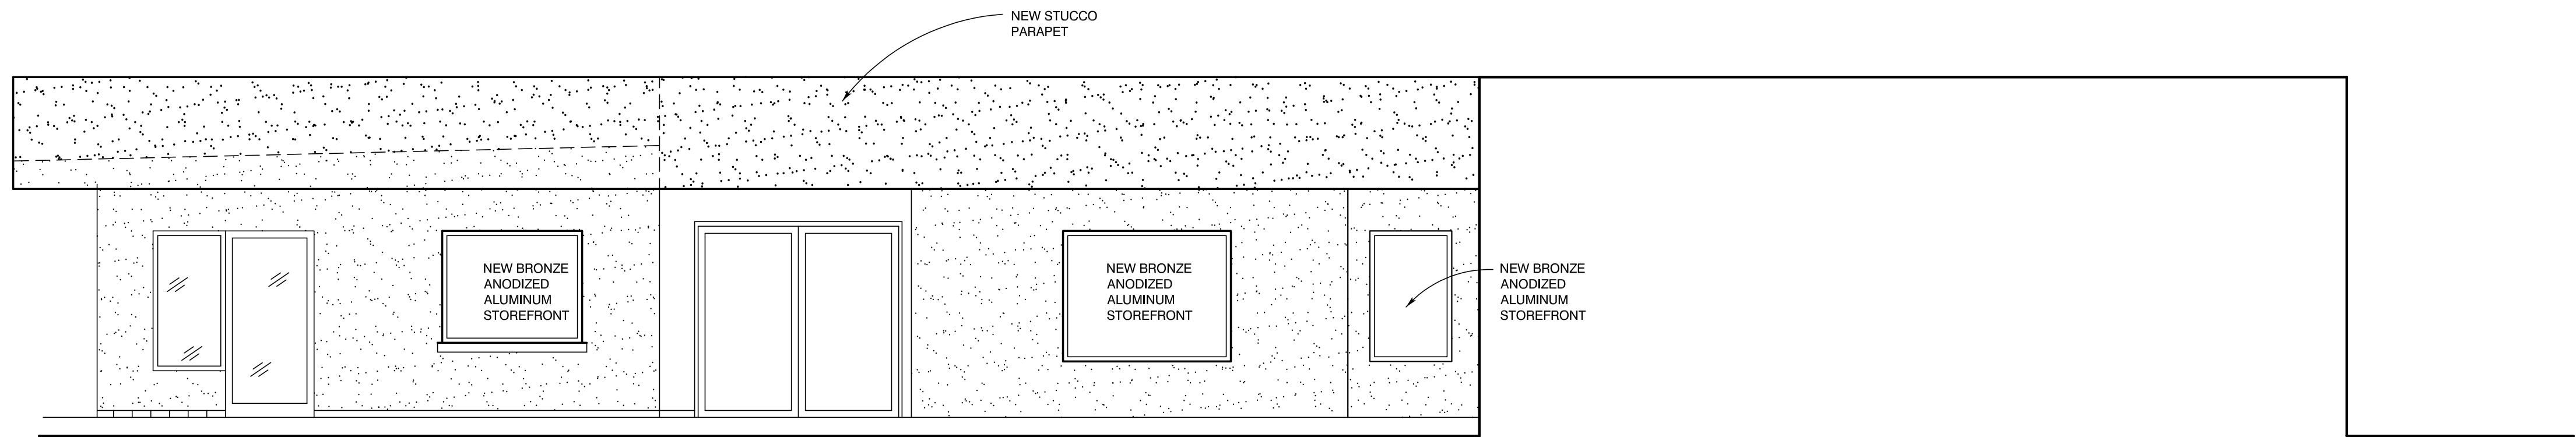 NEW STUCCO
PARAPET
NEW BRONZE
ANODIZED
ALUMINUM
STOREFRONT
NEW BRONZE
ANODIZED
ALUMINUM
STOREFRONT
NEW BRONZE
ANODIZED
ALUMINUM
STOREFRONT